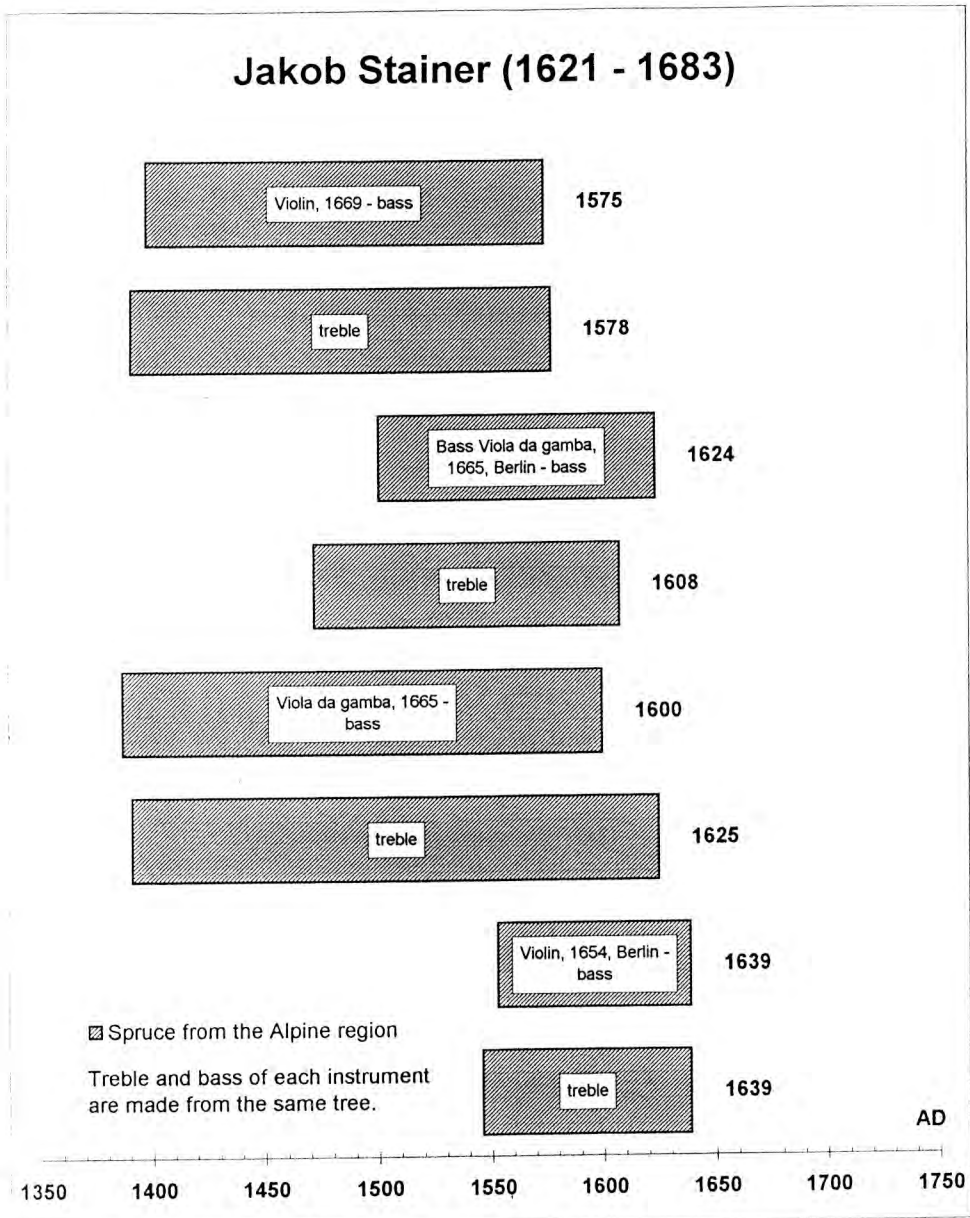 Jakob Stainer (1621 - 1683)
Violin, 1669 - bass
1575
treble
1578
Bass Viola da gamba,
1665, Berlin - bass
1624
treble
1608
Viola da gamba, 1665 -
bass
1600
treble
1625
Violin, 1654, Berlin -
bass
1639
Spruce from the Alpine region
Treble and bass of each instrument
are made from the same tree.
treble
1639
AD
1350 1400 1450 1500 1550 1600 1650 1700 1750